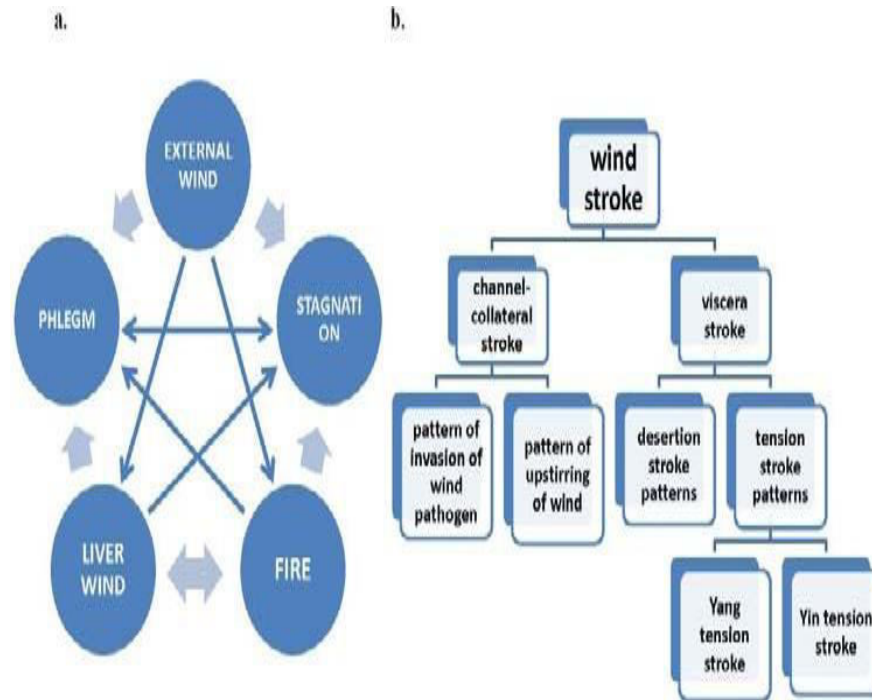 a.
EXTERNAL
WIND
PHLEGM
STAGNATI
ON
LIVER
WIND
FIRE
b.
wind
stroke
channel-
collateral
stroke
viscera
stroke
pattern of
invasion of
wind
pathogen
pattern of
upstirring
of wind
desertion
stroke
patterns
tension
stroke
patterns
Yang
tension
stroke
Yin tension
stroke